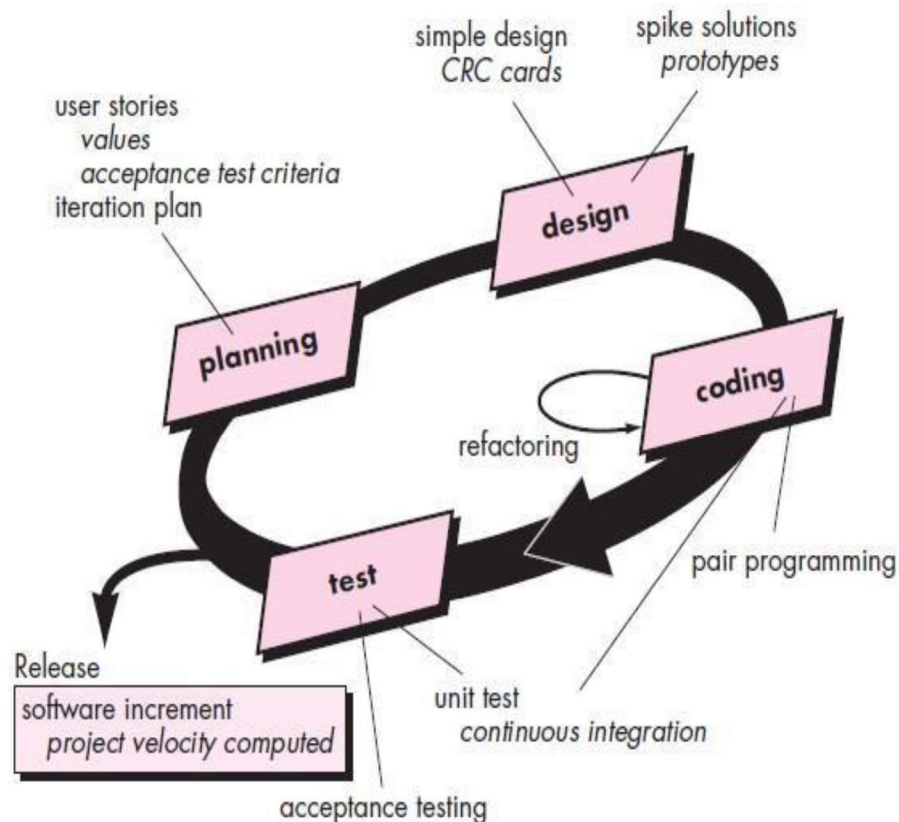 simple design
CRC cards
spike solutions
prototypes
user stories
values
acceptance test criteria
iteration plan
design
planning
coding
refactoring
test
pair programming
Release
software increment
project velocity computed
unit test
continuous integration
acceptance testing